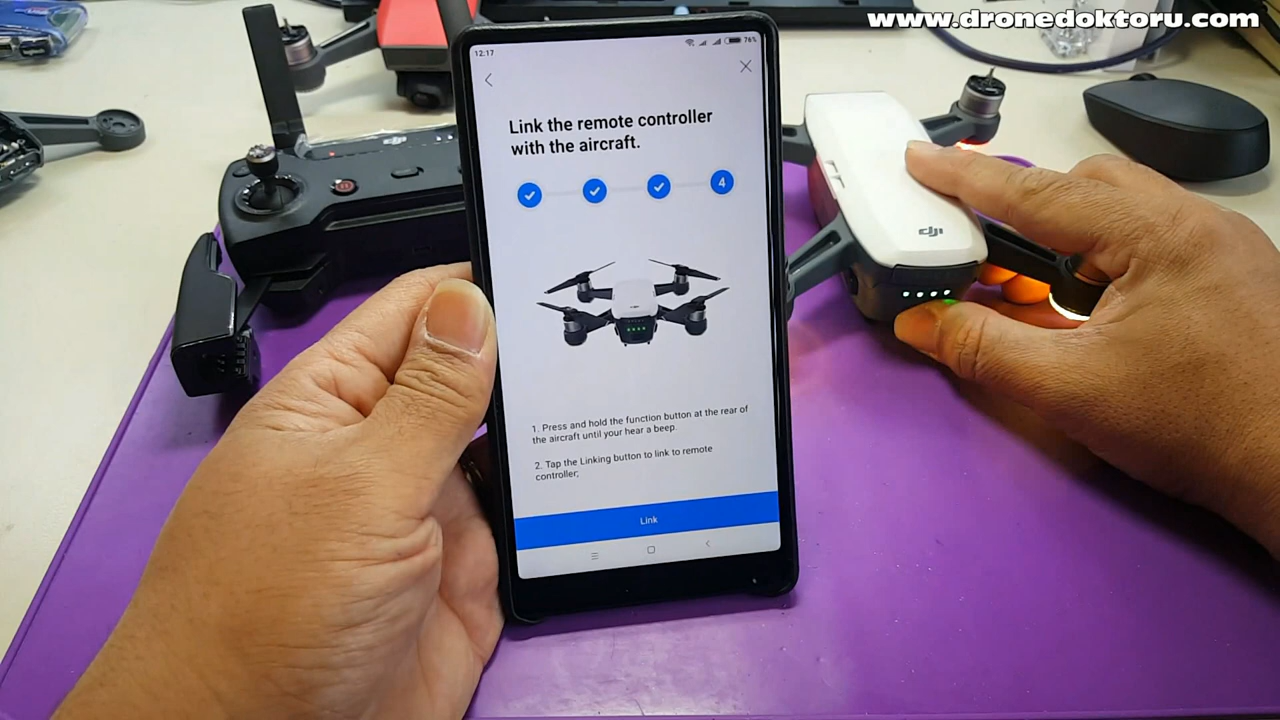 www.dronedoktoru.com
12:17
76%
Link the remote controller
with the aircraft.
4
1. Press and hold the function button at the rear of
the aircraft until your hear a beep.
2. Tap the Linking button to link to remote
controller;
Link
dji
dji